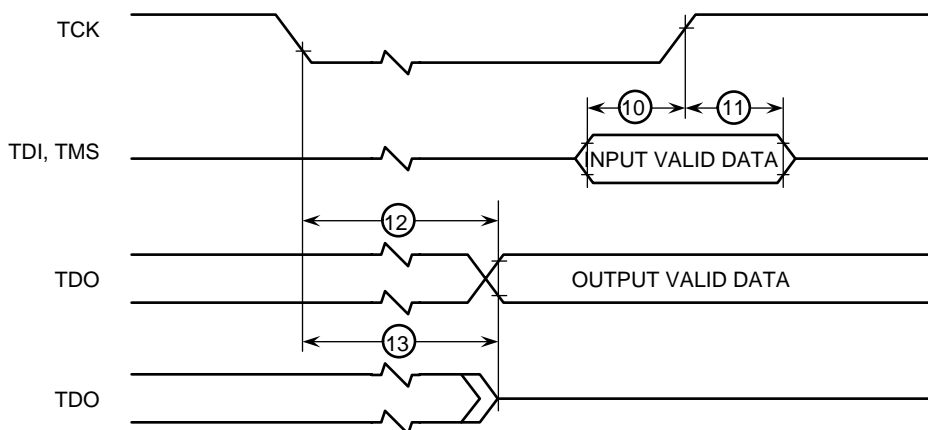 TCK
10
11
TDI, TMS
INPUT VALID DATA
12
TDO
OUTPUT VALID DATA
13
TDO